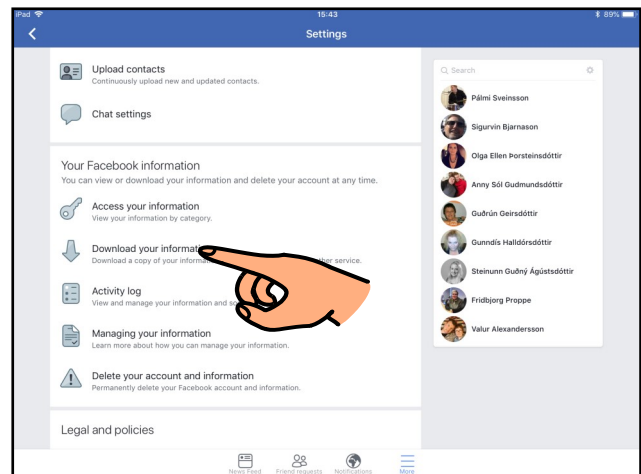 iPad 15:43 89%
Settings
Upload contacts
Continuously upload new and updated contacts.
Chat settings
Your Facebook information
You can view or download your information and delete your account at any time.
Access your information
View your information by category.
Download your informati
Download a copy of your informa ther service.
Activity log
View and manage your information and so
Managing your information
Learn more about how you can manage your information.
Delete your account and information
Permanently delete your Facebook account and information.
Legal and policies
Search
Pálmi Sveinsson
Sigurvin Bjarnason
Olga Ellen Þorsteinsdóttir
Anny Sól Gudmundsdóttir
Guðrún Geirsdóttir
Gunndís Halldórsdóttir
Steinunn Guðný Ágústsdóttir
Fridbjorg Proppe
Valur Alexandersson
News Feed Friend requests Notifications More